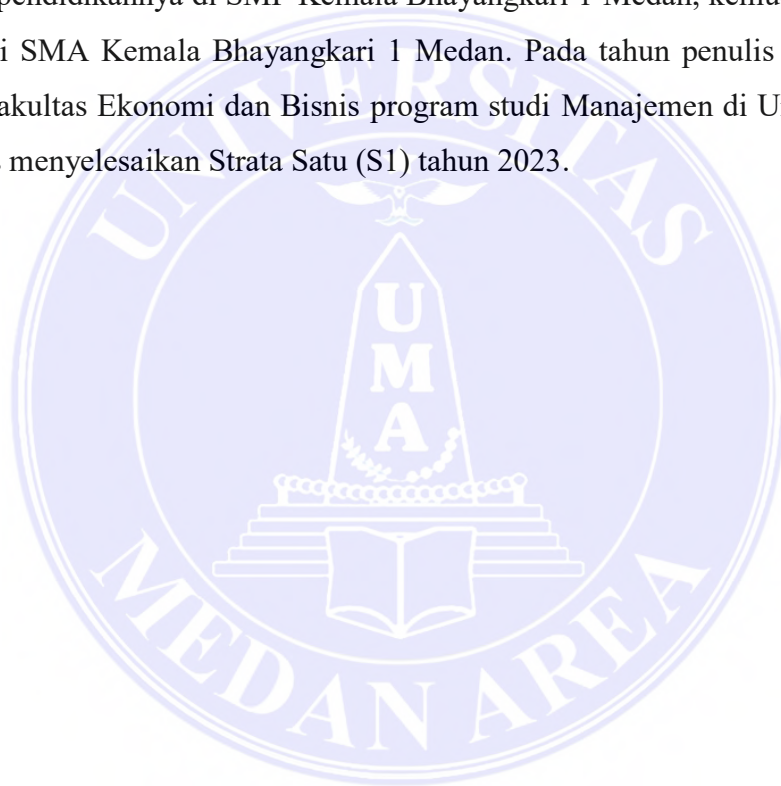 pendidikannya di SMP Kemala Bhayangkari 1 Medan,
i SMA Kemala Bhayangkari 1 Medan. Pada tahun penulis
akultas Ekonomi dan Bisnis program studi Manajemen di U
menyelesaikan Strata Satu (S1) tahun 2023.
UNIVERSITAS
UMA
MEDAN AREA